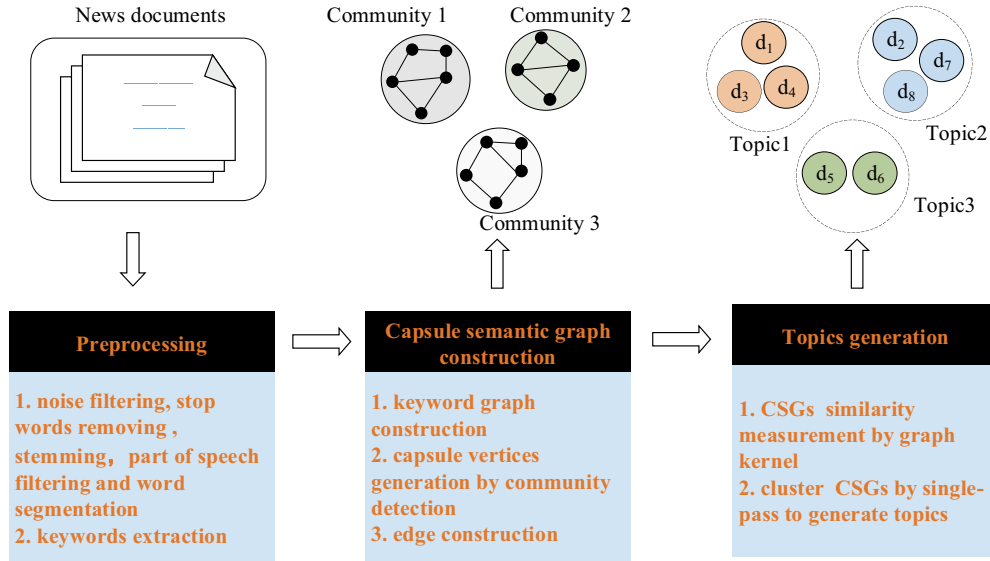 News documents
Community 1
Community 2
Community 3
d1
d3
d4
Topic1
d2
d7
d8
Topic2
d5
d6
Topic3
Preprocessing
1. noise filtering, stop
words removing ,
stemming，part of speech
filtering and word
segmentation
2. keywords extraction
Capsule semantic graph
construction
1. keyword graph
construction
2. capsule vertices
generation by community
detection
3. edge construction
Topics generation
1. CSGs similarity
measurement by graph
kernel
2. cluster CSGs by single-
pass to generate topics